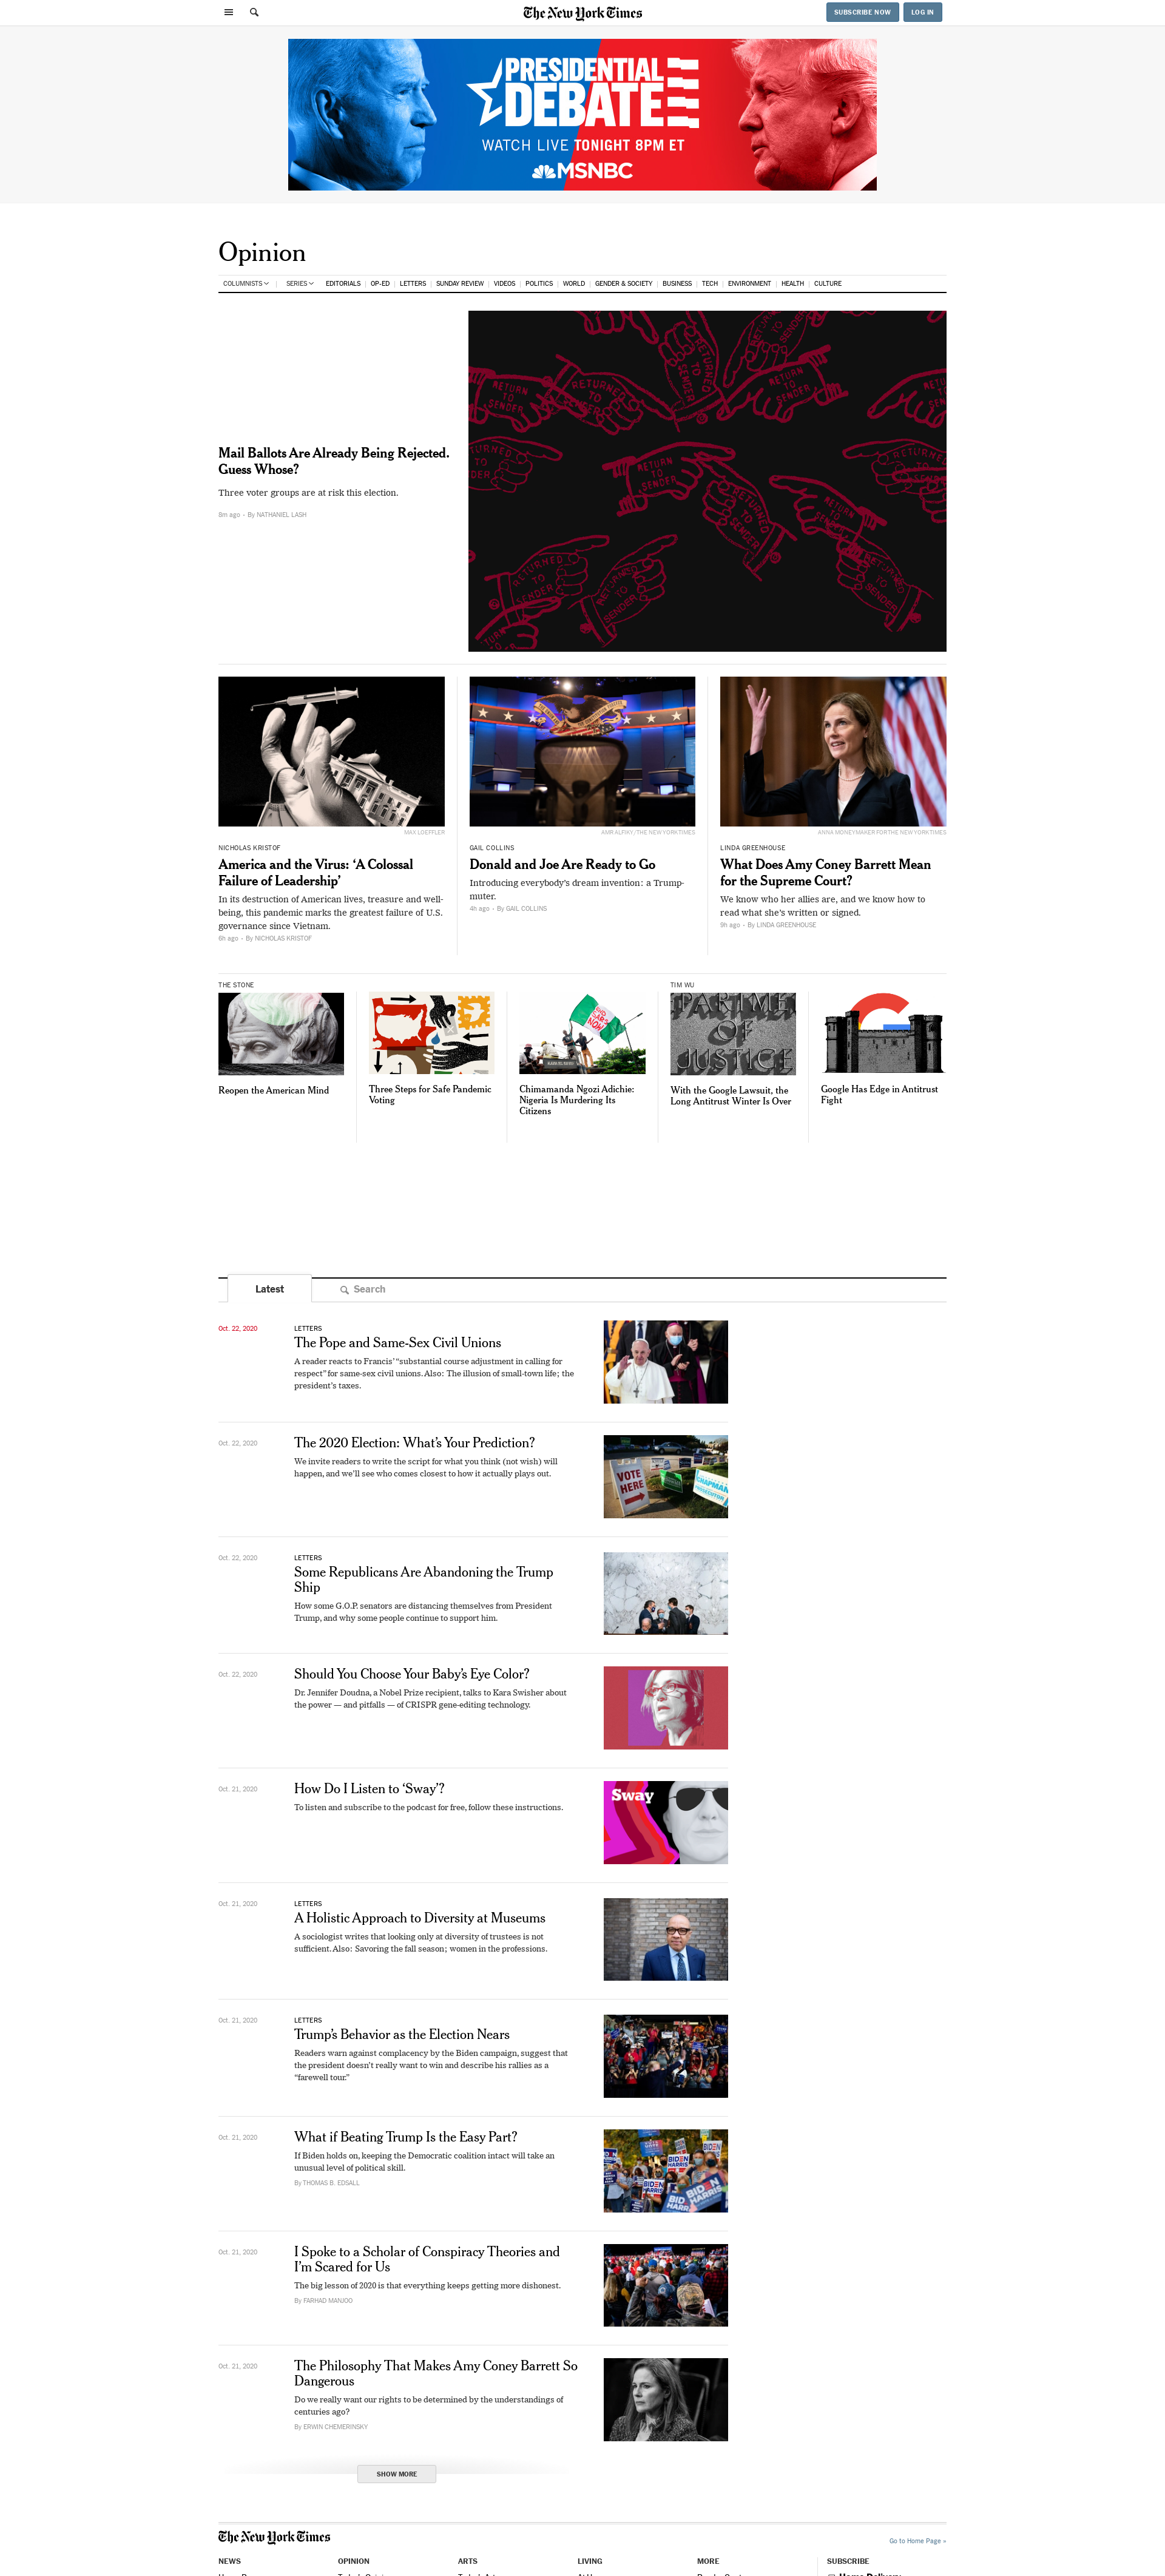 The New York Times
SUBSCRIBE NOW
LOG IN
PRESIDENTIAL
DEBATE
WATCH LIVE TONIGHT 8PM ET
MSNBC
Opinion
COLUMNISTS
SERIES
EDITORIALS
OP-ED
LETTERS
SUNDAY REVIEW
VIDEOS
POLITICS
WORLD
GENDER & SOCIETY
BUSINESS
TECH
ENVIRONMENT
HEALTH
CULTURE
Mail Ballots Are Already Being Rejected.
Guess Whose?
Three voter groups are at risk this election.
8m ago • By NATHANIEL LASH
RETURN
TO
SENDER
RETURNED
TO
SENDER
MAX LOEFFLER
NICHOLAS KRISTOF
America and the Virus: ‘A Colossal
Failure of Leadership’
In its destruction of American lives, treasure and well-
being, this pandemic marks the greatest failure of U.S.
governance since Vietnam.
6h ago • By NICHOLAS KRISTOF
AMR ALFIKY/THE NEW YORK TIMES
GAIL COLLINS
Donald and Joe Are Ready to Go
Introducing everybody’s dream invention: a Trump-
muter.
4h ago • By GAIL COLLINS
ANNA MONEYMAKER FOR THE NEW YORK TIMES
LINDA GREENHOUSE
What Does Amy Coney Barrett Mean
for the Supreme Court?
We know who her allies are, and we know how to
read what she’s written or signed.
9h ago • By LINDA GREENHOUSE
THE STONE
Reopen the American Mind
Three Steps for Safe Pandemic
Voting
END
SARS
NOW
Chimamanda Ngozi Adichie:
Nigeria Is Murdering Its
Citizens
TIM WU
PARTME
OF
JUSTICE
With the Google Lawsuit, the
Long Antitrust Winter Is Over
Google Has Edge in Antitrust
Fight
Latest
Search
Oct. 22, 2020
LETTERS
The Pope and Same-Sex Civil Unions
A reader reacts to Francis’ “substantial course adjustment in calling for
respect” for same-sex civil unions. Also: The illusion of small-town life; the
president’s taxes.
Oct. 22, 2020
The 2020 Election: What’s Your Prediction?
We invite readers to write the script for what you think (not wish) will
happen, and we’ll see who comes closest to how it actually plays out.
VOTE
HERE
CHAPMAN
PROSECUTOR
Oct. 22, 2020
LETTERS
Some Republicans Are Abandoning the Trump
Ship
How some G.O.P. senators are distancing themselves from President
Trump, and why some people continue to support him.
Oct. 22, 2020
Should You Choose Your Baby’s Eye Color?
Dr. Jennifer Doudna, a Nobel Prize recipient, talks to Kara Swisher about
the power — and pitfalls — of CRISPR gene-editing technology.
Oct. 21, 2020
How Do I Listen to ‘Sway’?
To listen and subscribe to the podcast for free, follow these instructions.
Sway
Oct. 21, 2020
LETTERS
A Holistic Approach to Diversity at Museums
A sociologist writes that looking only at diversity of trustees is not
sufficient. Also: Savoring the fall season; women in the professions.
Oct. 21, 2020
LETTERS
Trump’s Behavior as the Election Nears
Readers warn against complacency by the Biden campaign, suggest that
the president doesn’t really want to win and describe his rallies as a
“farewell tour.”
Oct. 21, 2020
What if Beating Trump Is the Easy Part?
If Biden holds on, keeping the Democratic coalition intact will take an
unusual level of political skill.
By THOMAS B. EDSALL
BIDEN
HARRIS
Oct. 21, 2020
I Spoke to a Scholar of Conspiracy Theories and
I’m Scared for Us
The big lesson of 2020 is that everything keeps getting more dishonest.
By FARHAD MANJOO
Oct. 21, 2020
The Philosophy That Makes Amy Coney Barrett So
Dangerous
Do we really want our rights to be determined by the understandings of
centuries ago?
By ERWIN CHEMERINSKY
SHOW MORE
The New York Times
Go to Home Page »
NEWS
OPINION
ARTS
LIVING
MORE
SUBSCRIBE